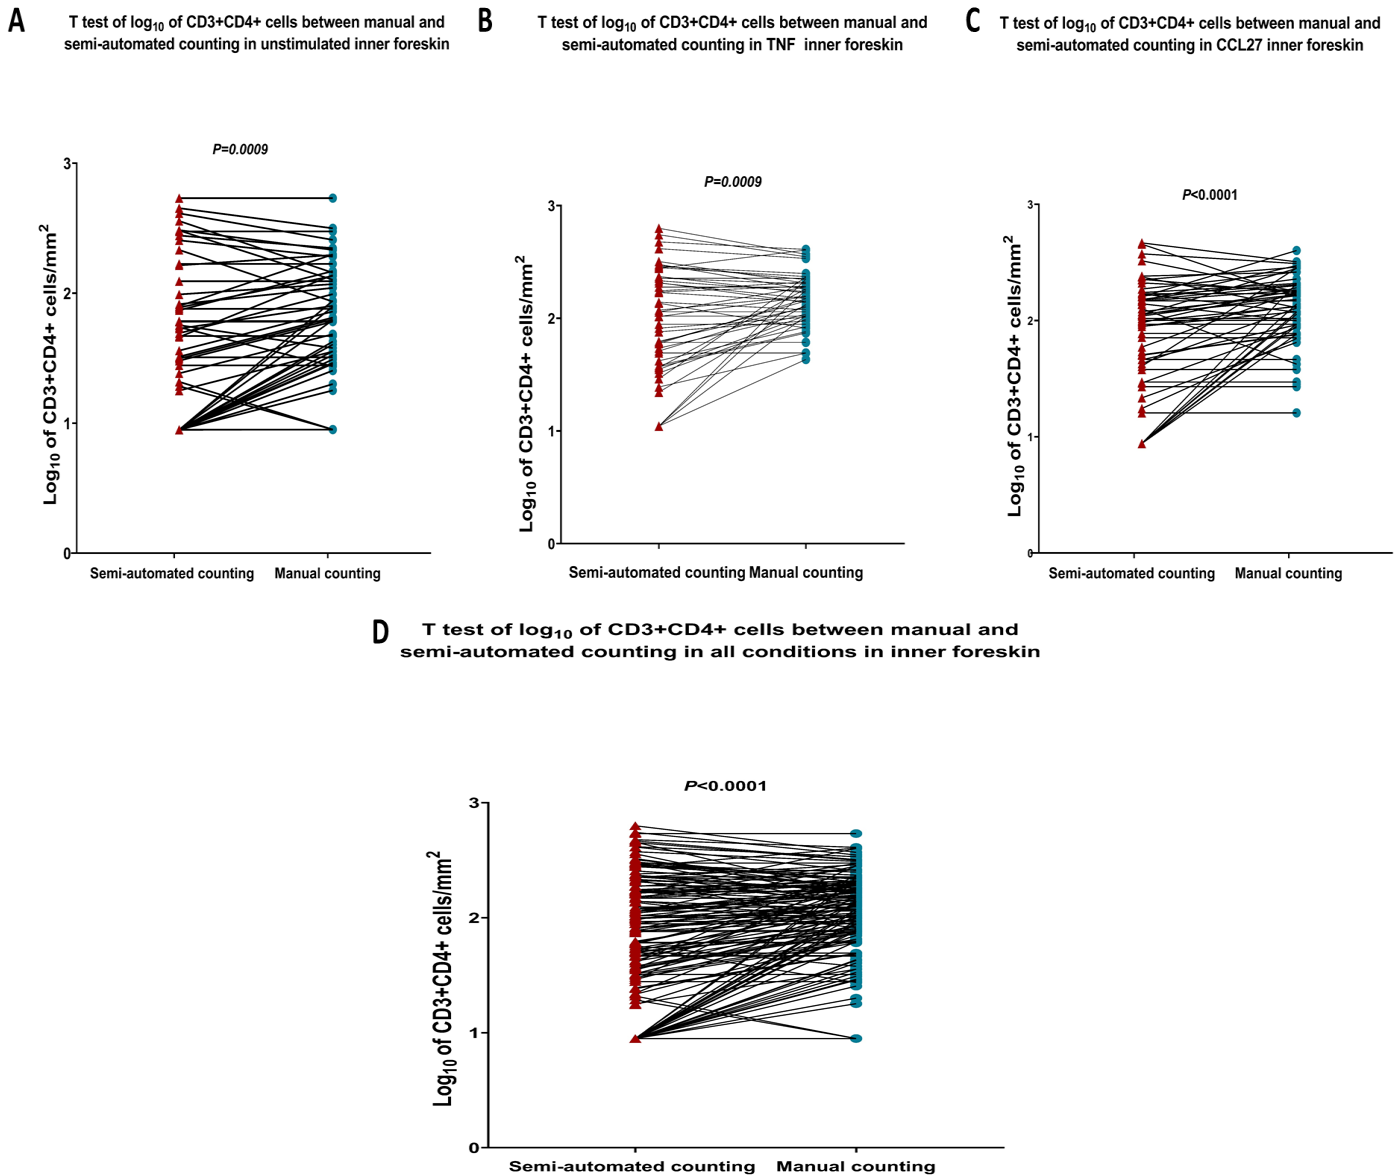 A
T test of log10 of CD3+CD4+ cells between manual and
semi-automated counting in unstimulated inner foreskin
P=0.0009
3
2
1
0
Log10 of CD3+CD4+ cells/mm2
Semi-automated counting
Manual counting
B
T test of log10 of CD3+CD4+ cells between manual and
semi-automated counting in TNF inner foreskin
P=0.0009
3
2
1
0
Log10 of CD3+CD4+ cells/mm2
Semi-automated counting
Manual counting
C
T test of log10 of CD3+CD4+ cells between manual and
semi-automated counting in CCL27 inner foreskin
P<0.0001
3
2
1
0
Log10 of CD3+CD4+ cells/mm2
Semi-automated counting
Manual counting
D
T test of log10 of CD3+CD4+ cells between manual and
semi-automated counting in all conditions in inner foreskin
P<0.0001
3
2
1
0
Log10 of CD3+CD4+ cells/mm2
Semi-automated counting
Manual counting